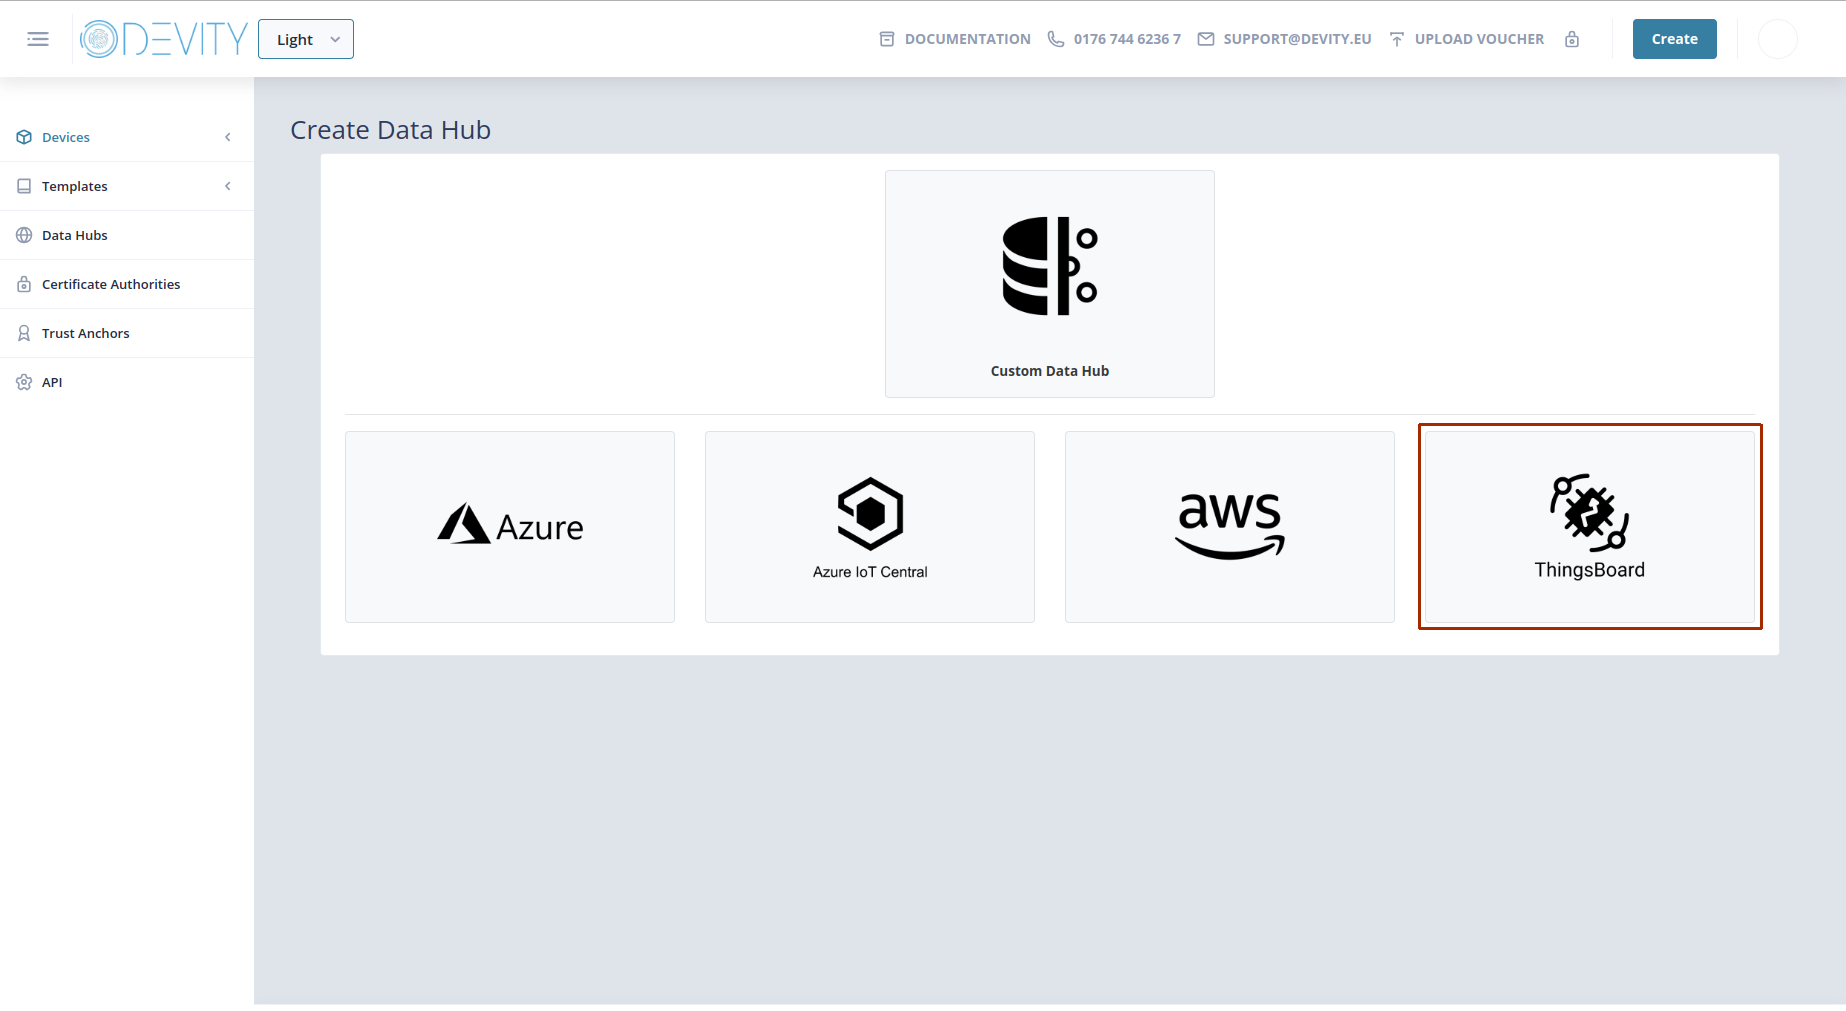 DEVITY
Light
DOCUMENTATION
0176 744 6236 7
SUPPORT@DEVITY.EU
UPLOAD VOUCHER
Create
Devices
Templates
Data Hubs
Certificate Authorities
Trust Anchors
API
Create Data Hub
Custom Data Hub
Azure
Azure IoT Central
aws
ThingsBoard